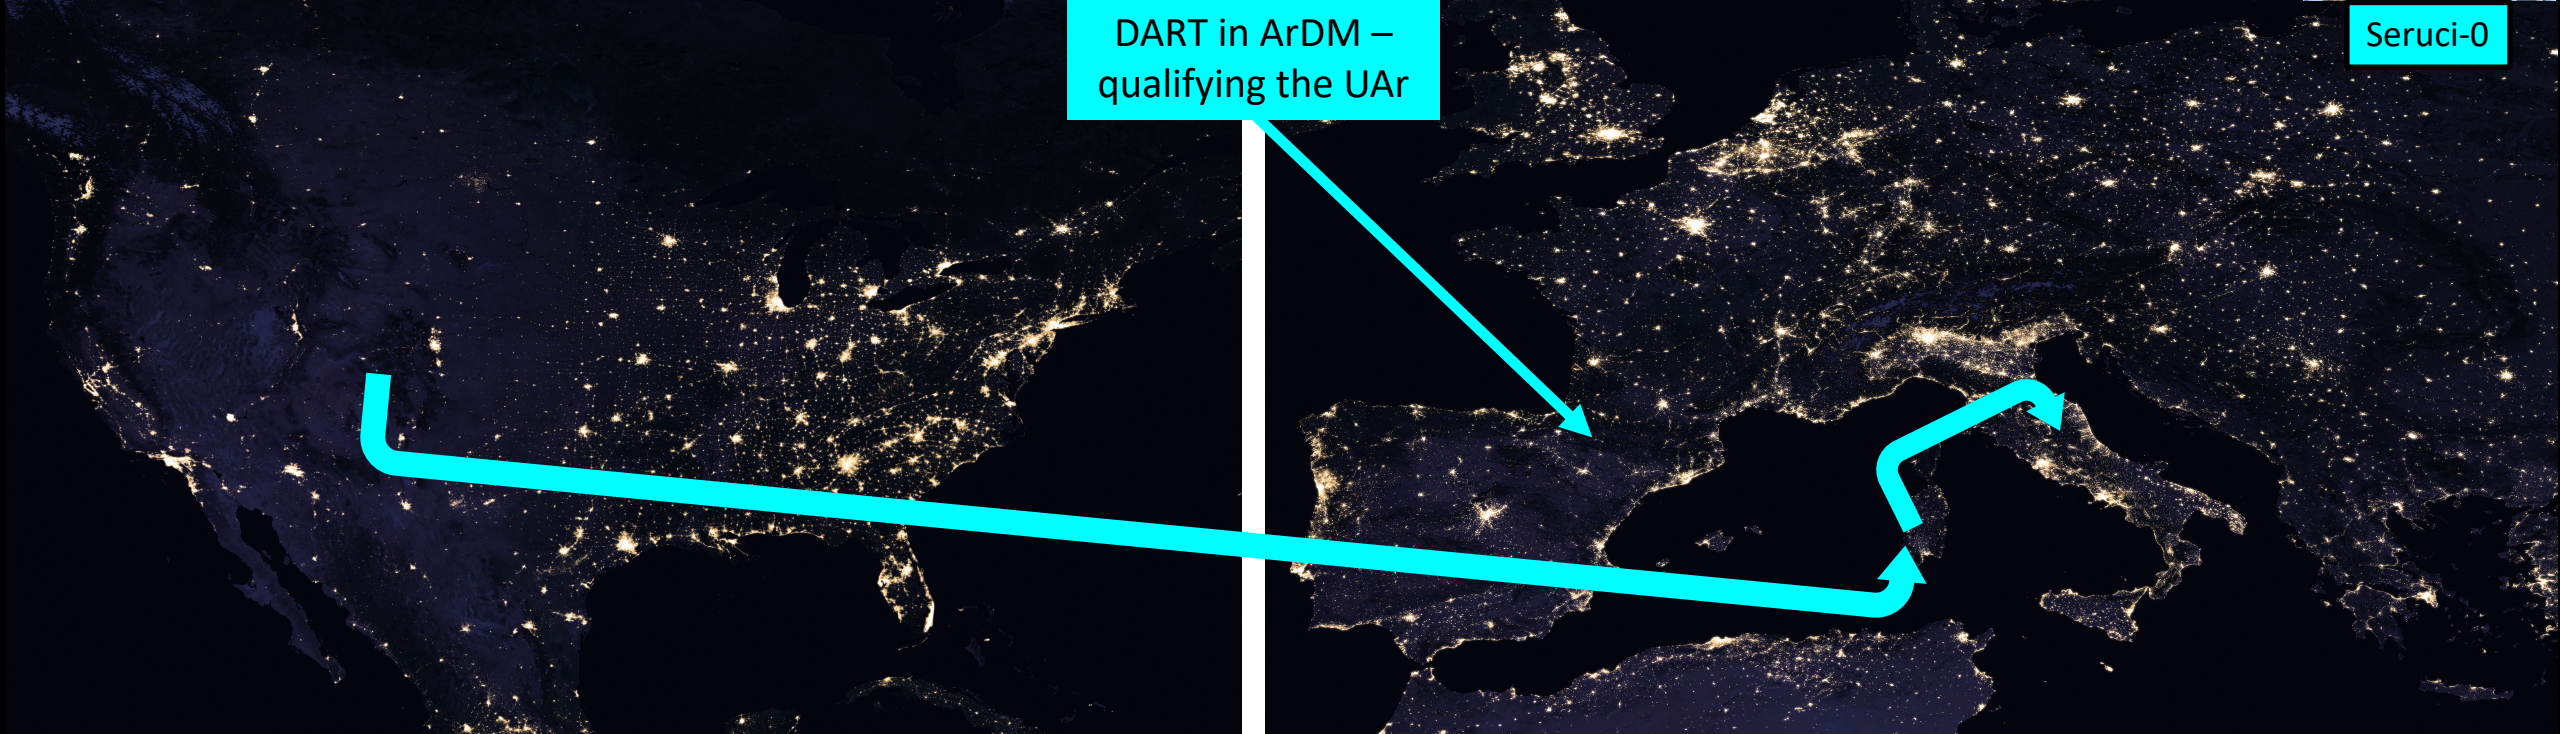 DART in ArDM –
qualifying the UAr
Seruci-0